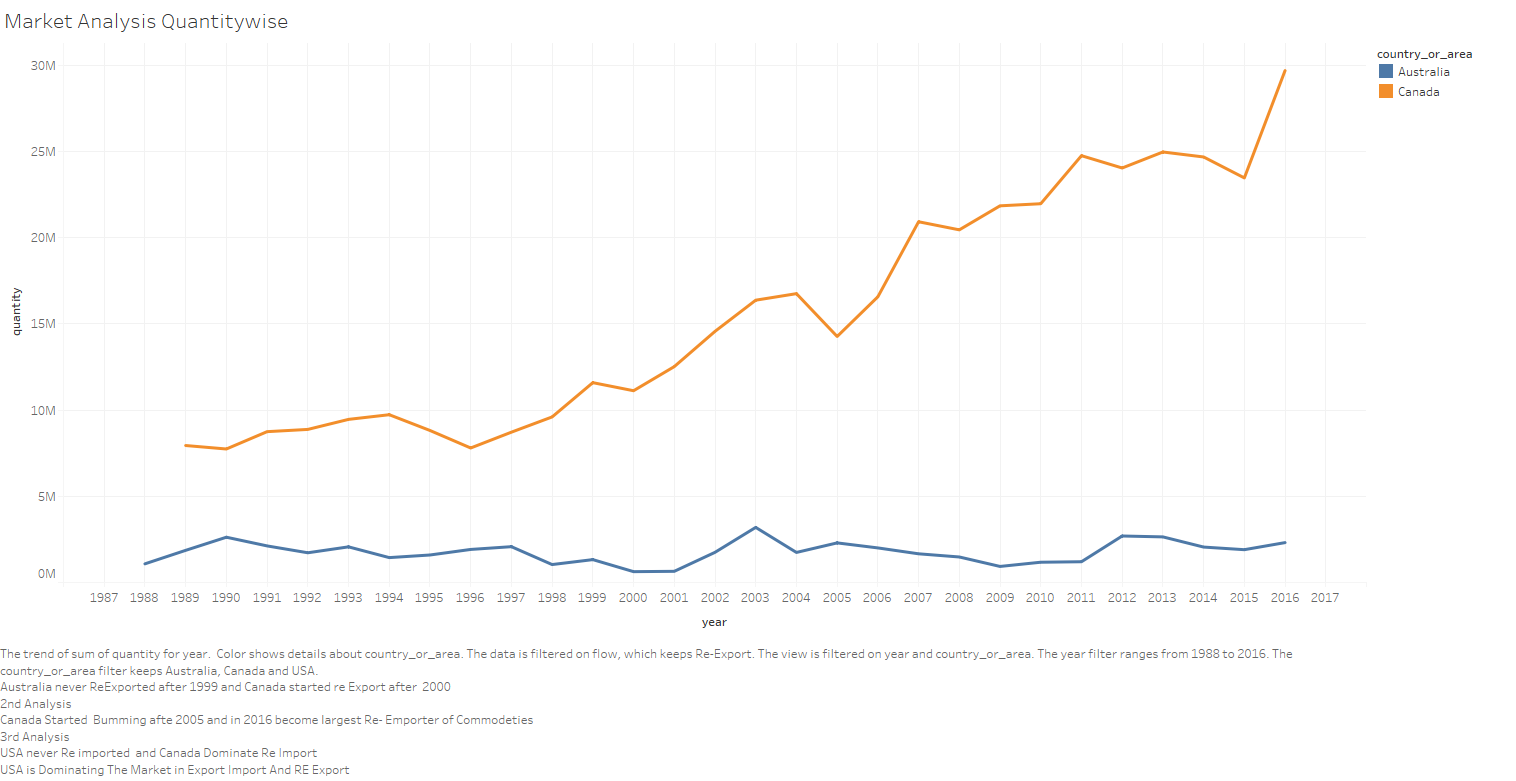 Market Analysis Quantitywise
country_or_area
Australia
Canada
30M
25M
20M
15M
10M
5M
0M
quantity
1987 1988 1989 1990 1991 1992 1993 1994 1995 1996 1997 1998 1999 2000 2001 2002 2003 2004 2005 2006 2007 2008 2009 2010 2011 2012 2013 2014 2015 2016 2017
year
The trend of sum of quantity for year.  Color shows details about country_or_area. The data is filtered on flow, which keeps Re-Export. The view is filtered on year and country_or_area. The year filter ranges from 1988 to 2016. The
country_or_area filter keeps Australia, Canada and USA.
Australia never ReExported after 1999 and Canada started re Export after  2000
2nd Analysis
Canada Started  Bumming afte 2005 and in 2016 become largest Re- Emporter of Commodeties
3rd Analysis
USA never Re imported  and Canada Dominate Re Import
USA is Dominating The Market in Export Import And RE Export